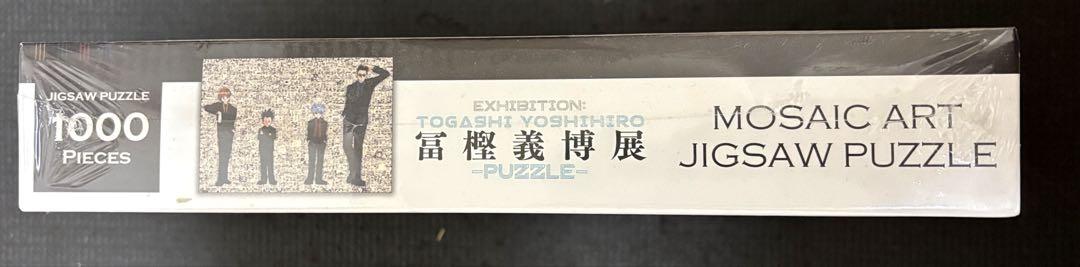 JIGSAW PUZZLE
1000
PIECES
EXHIBITION:
TOGASHI YOSHIHIRO
冨樫義博展
-PUZZLE-
MOSAIC ART
JIGSAW PUZZLE